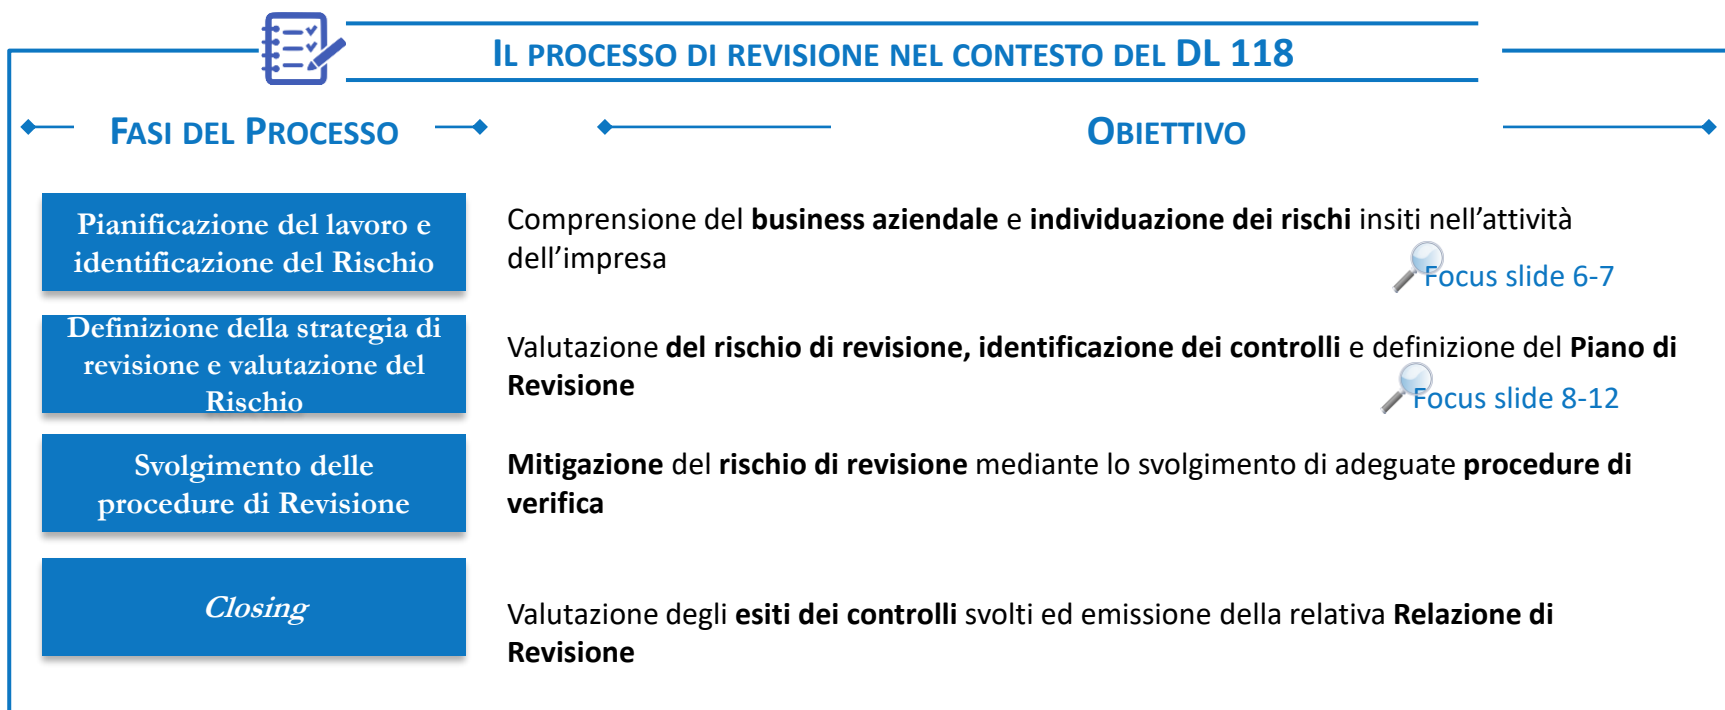 IL PROCESSO DI REVISIONE NEL CONTESTO DEL DL 118
FASI DEL PROCESSO
OBIETTIVO
Pianificazione del lavoro e
identificazione del Rischio
Comprensione del business aziendale e individuazione dei rischi insiti nell’attività
dell’impresa
Focus slide 6-7
Definizione della strategia di
revisione e valutazione del
Rischio
Valutazione del rischio di revisione, identificazione dei controlli e definizione del Piano di
Revisione
Focus slide 8-12
Svolgimento delle
procedure di Revisione
Mitigazione del rischio di revisione mediante lo svolgimento di adeguate procedure di
verifica
Closing
Valutazione degli esiti dei controlli svolti ed emissione della relativa Relazione di
Revisione